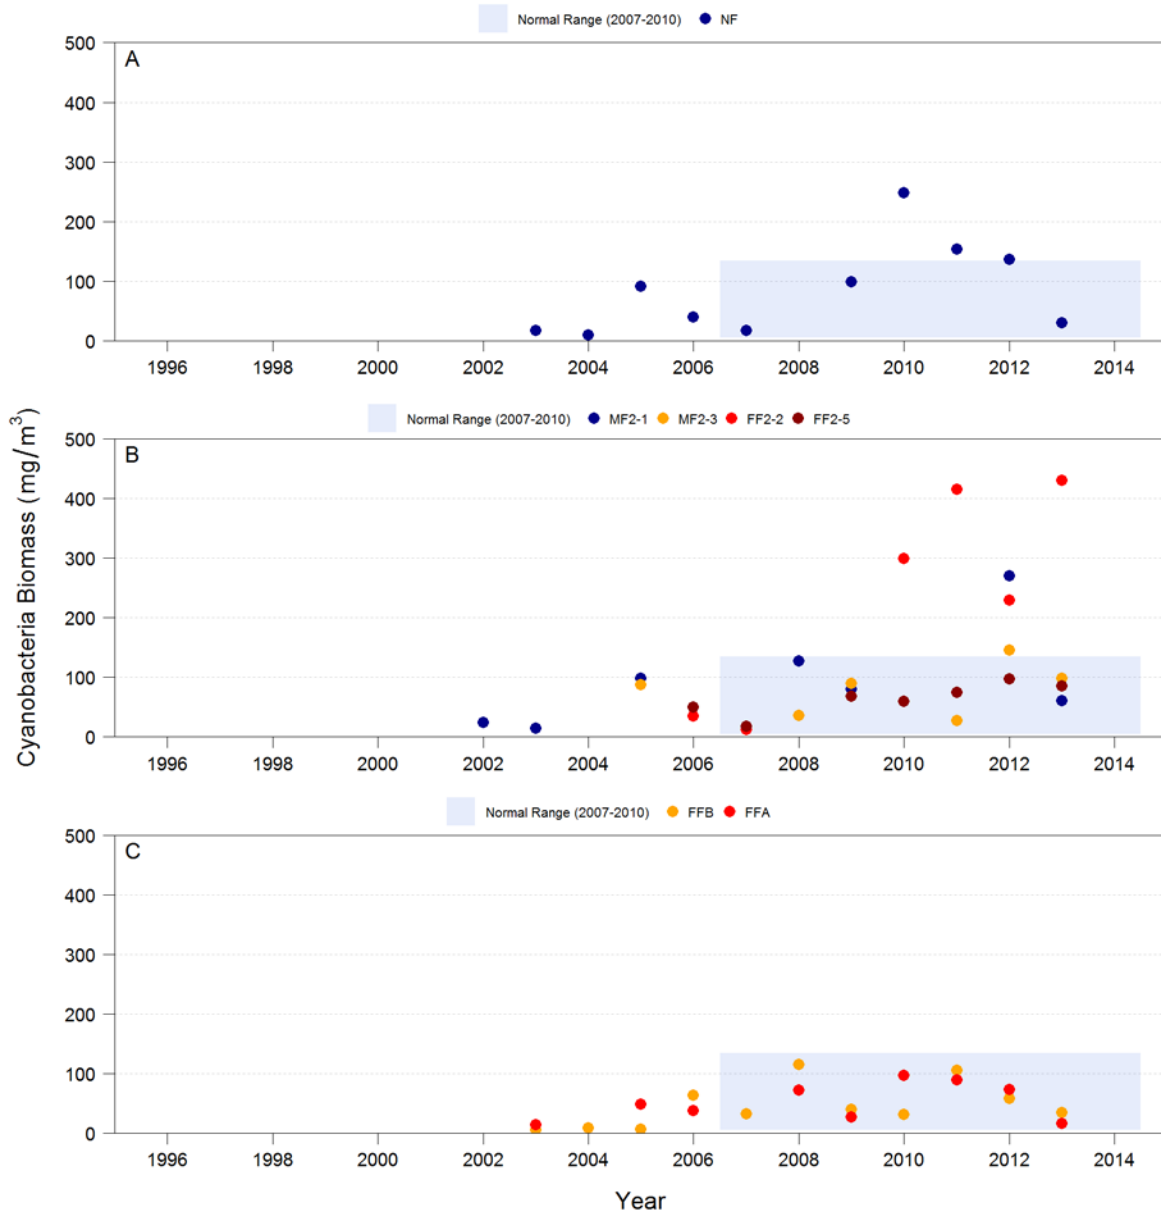 Normal Range (2007-2010) NF
A
500
400
300
200
100
0
1996 1998 2000 2002 2004 2006 2008 2010 2012 2014
Normal Range (2007-2010) MF2-1 MF2-3 FF2-2 FF2-5
B
500
400
300
200
100
0
1996 1998 2000 2002 2004 2006 2008 2010 2012 2014
Cyanobacteria Biomass (mg/m³)
Normal Range (2007-2010) FFB FFA
C
500
400
300
200
100
0
1996 1998 2000 2002 2004 2006 2008 2010 2012 2014
Year